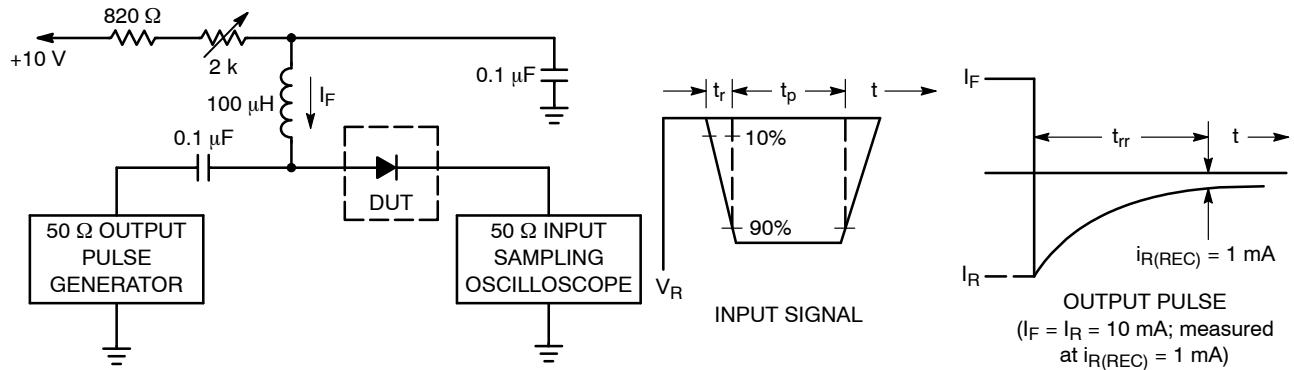 820 Ω
+10 V
2 k
100 μH
I_F
0.1 μF
0.1 μF
DUT
50 Ω OUTPUT
PULSE
GENERATOR
50 Ω INPUT
SAMPLING
OSCILLOSCOPE
t_r
t_p
t
10%
90%
V_R
INPUT SIGNAL
I_F
t_rr
t
I_R
i_R(REC) = 1 mA
OUTPUT PULSE
(I_F = I_R = 10 mA; measured
at i_R(REC) = 1 mA)